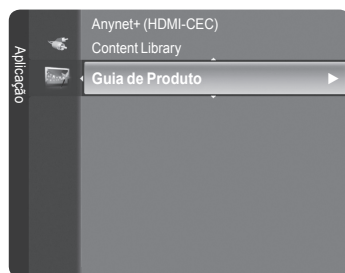 Aplicação
Anynet+ (HDMI-CEC)
Content Library
Guia de Produto